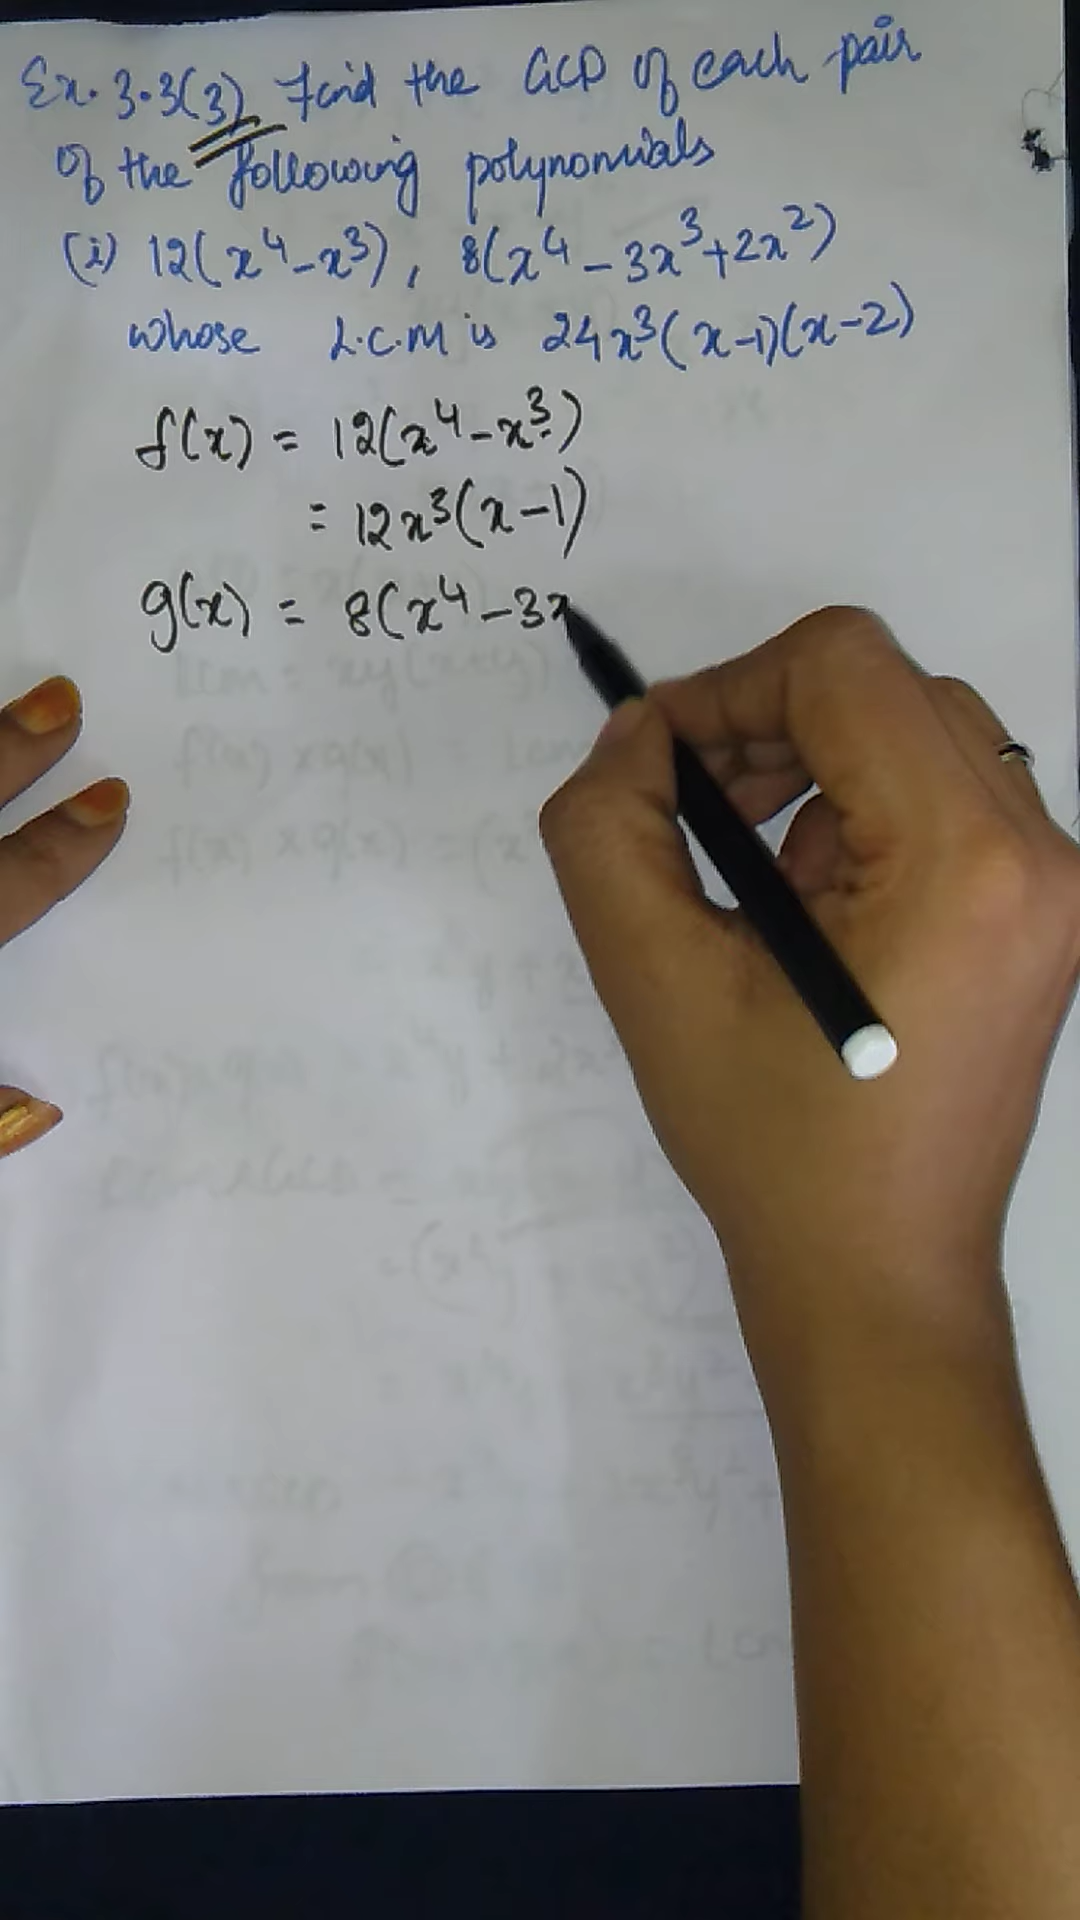 Ex. 3.3(3) Find the GCD of each pair
of the following polynomials
(i) 12(x⁴-x³), 8(x⁴-3x³+2x²)
whose L.C.M is 24x³(x-1)(x-2)
f(x) = 12(x⁴-x³)
= 12x³(x-1)
g(x) = 8(x⁴-3x